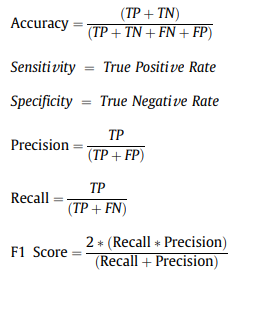 Accuracy = (TP + TN) / (TP + TN + FN + FP)
Sensitivity = True Positive Rate
Specificity = True Negative Rate
Precision = TP / (TP + FP)
Recall = TP / (TP + FN)
F1 Score = 2 * (Recall * Precision) / (Recall + Precision)